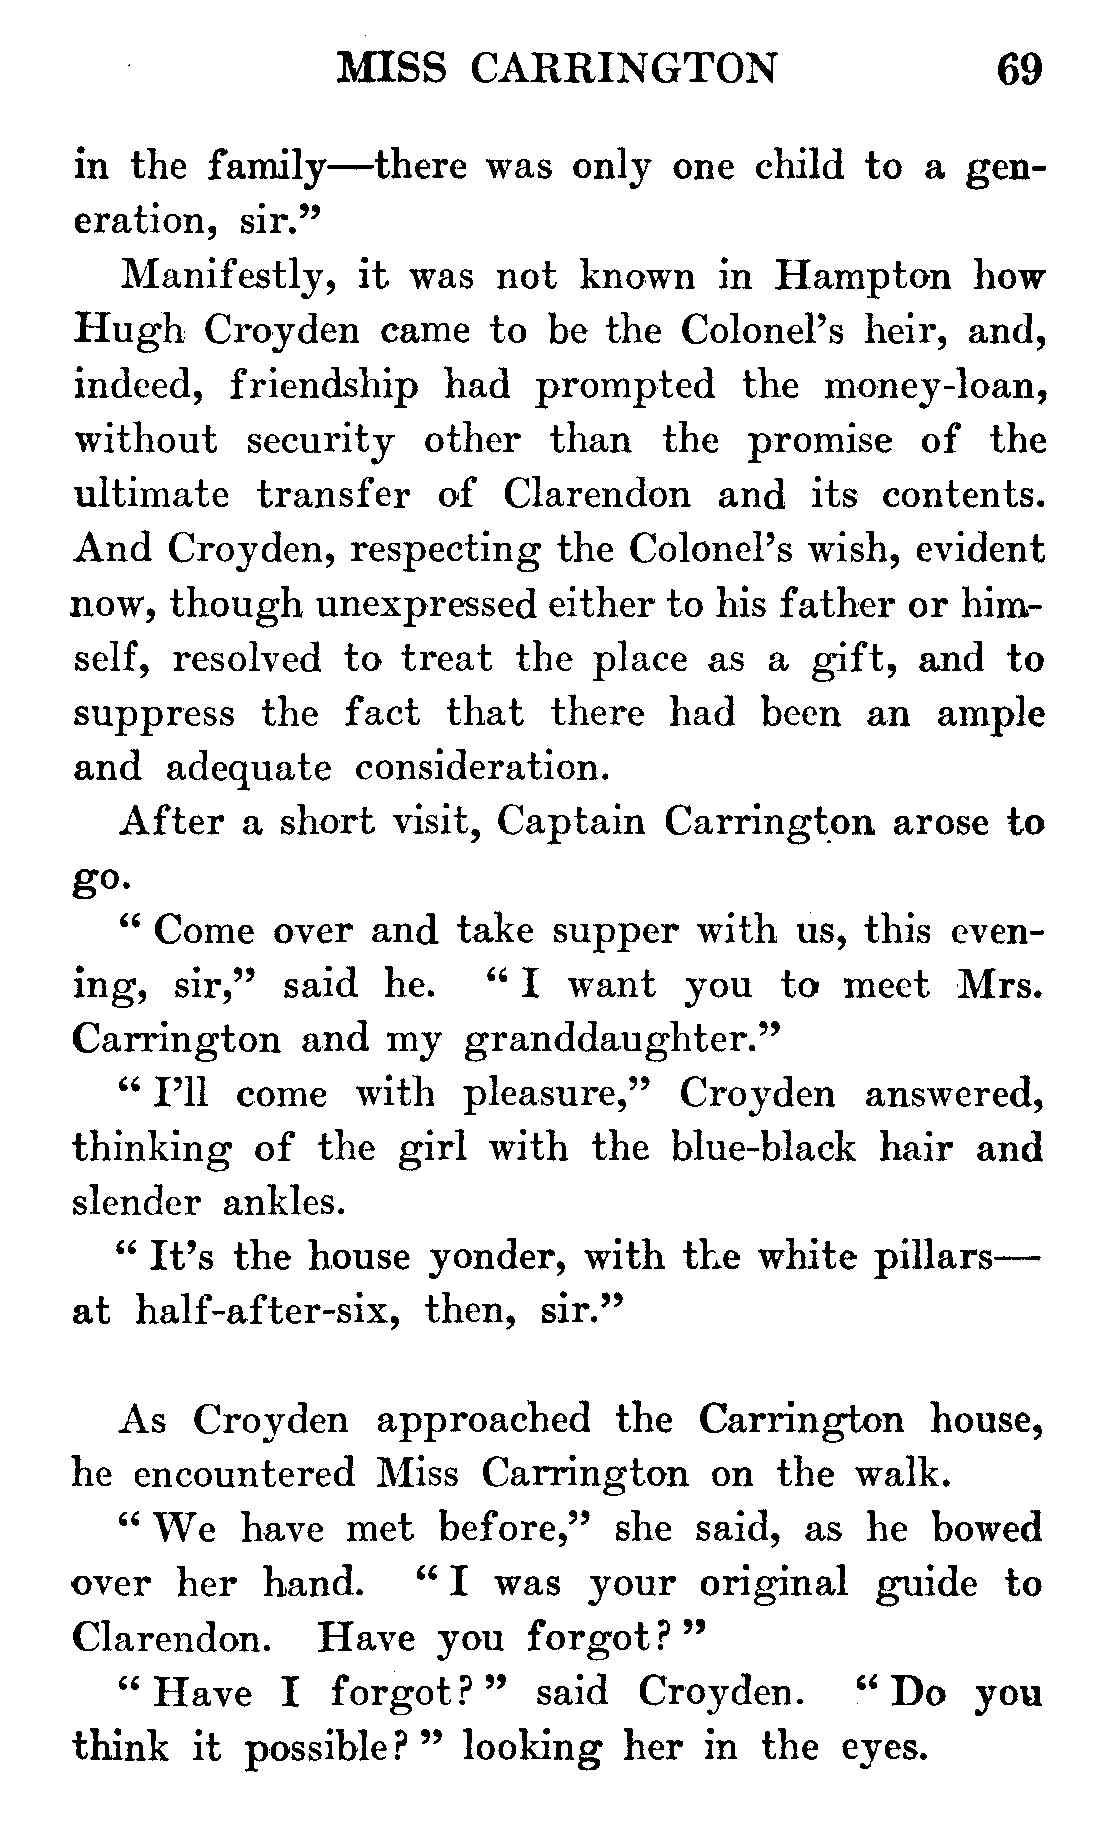 MISS CARRINGTON 69
in the family—there was only one child to a gen-
eration, sir.”
Manifestly, it was not known in Hampton how
Hugh Croyden came to be the Colonel’s heir, and,
indeed, friendship had prompted the money-loan,
without security other than the promise of the
ultimate transfer of Clarendon and its contents.
And Croyden, respecting the Colonel’s wish, evident
now, though unexpressed either to his father or him-
self, resolved to treat the place as a gift, and to
suppress the fact that there had been an ample
and adequate consideration.
After a short visit, Captain Carrington arose to
go.
“ Come over and take supper with us, this even-
ing, sir,” said he. “ I want you to meet Mrs.
Carrington and my granddaughter.”
“ I’ll come with pleasure,” Croyden answered,
thinking of the girl with the blue-black hair and
slender ankles.
“ It’s the house yonder, with the white pillars—
at half-after-six, then, sir.”
As Croyden approached the Carrington house,
he encountered Miss Carrington on the walk.
“ We have met before,” she said, as he bowed
over her hand. “ I was your original guide to
Clarendon. Have you forgot? ”
“ Have I forgot? ” said Croyden. “ Do you
think it possible? ” looking her in the eyes.